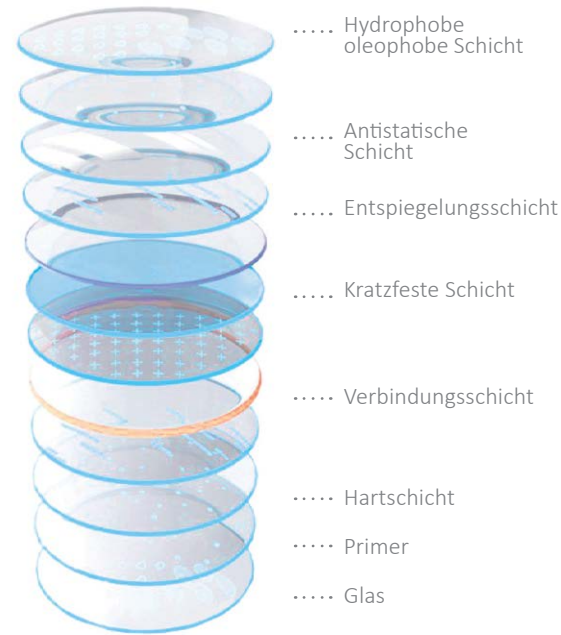 Hydrophobe
oleophobe Schicht
Antistatische
Schicht
Entspiegelungsschicht
Kratzfeste Schicht
Verbindungsschicht
Hartschicht
Primer
Glas